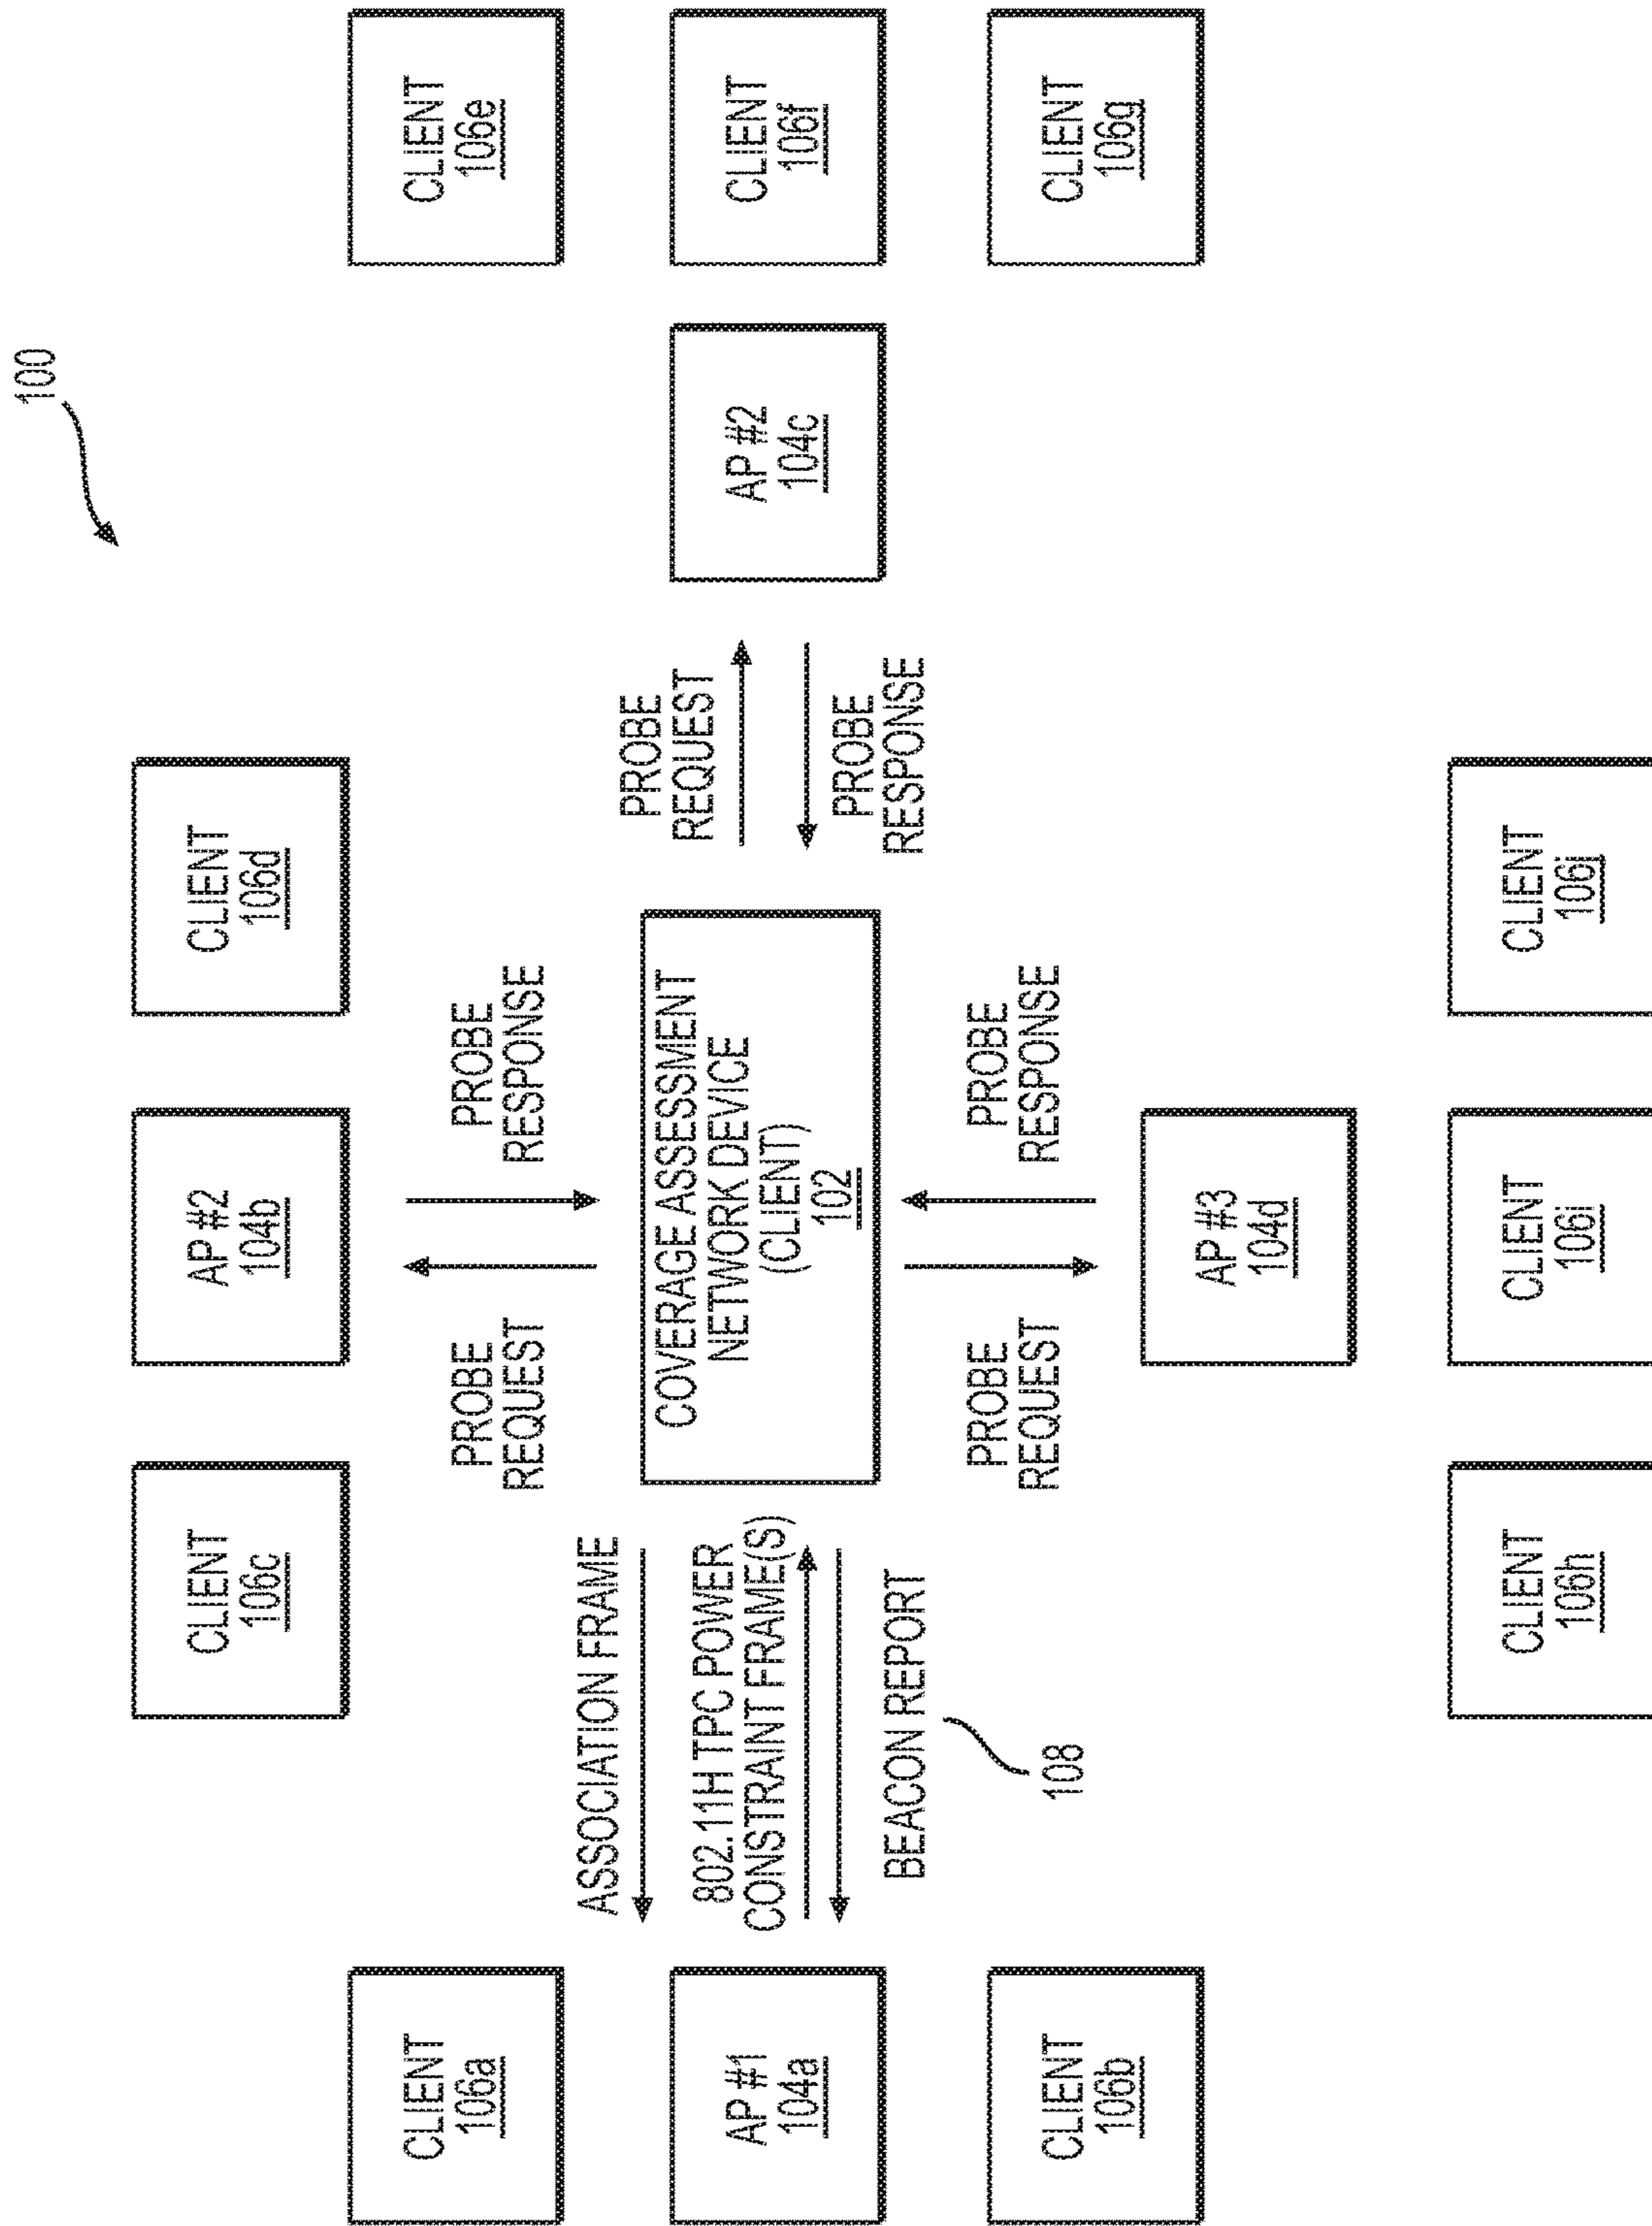 100
CLIENT
106c
AP #2
104b
CLIENT
106d
CLIENT
106a
PROBE
REQUEST
PROBE
RESPONSE
CLIENT
106e
ASSOCIATION FRAME
PROBE
REQUEST
AP #1
104a
802.11H TPC POWER
CONSTRAINT FRAME(S)
COVERAGE ASSESSMENT
NETWORK DEVICE
(CLIENT)
102
AP #2
104c
CLIENT
106f
BEACON REPORT
PROBE
RESPONSE
CLIENT
106b
108
PROBE
REQUEST
PROBE
RESPONSE
CLIENT
106g
AP #3
104d
CLIENT
106h
CLIENT
106i
CLIENT
106j